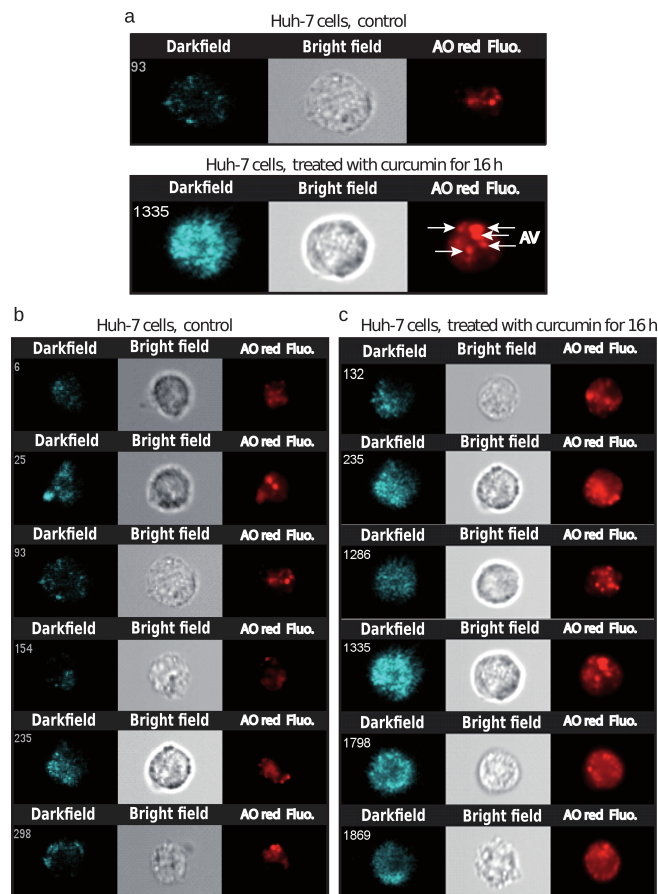 a
Huh-7 cells, control
Darkfield Bright field AO red Fluo.
93
Huh-7 cells, treated with curcumin for 16 h
Darkfield Bright field AO red Fluo.
1335
AV
b
Huh-7 cells, control
Darkfield Bright field AO red Fluo.
6
Darkfield Bright field AO red Fluo.
25
Darkfield Bright field AO red Fluo.
93
Darkfield Bright field AO red Fluo.
154
Darkfield Bright field AO red Fluo.
235
Darkfield Bright field AO red Fluo.
298
c
Huh-7 cells, treated with curcumin for 16 h
Darkfield Bright field AO red Fluo.
132
Darkfield Bright field AO red Fluo.
235
Darkfield Bright field AO red Fluo.
1286
Darkfield Bright field AO red Fluo.
1335
Darkfield Bright field AO red Fluo.
1798
Darkfield Bright field AO red Fluo.
1869